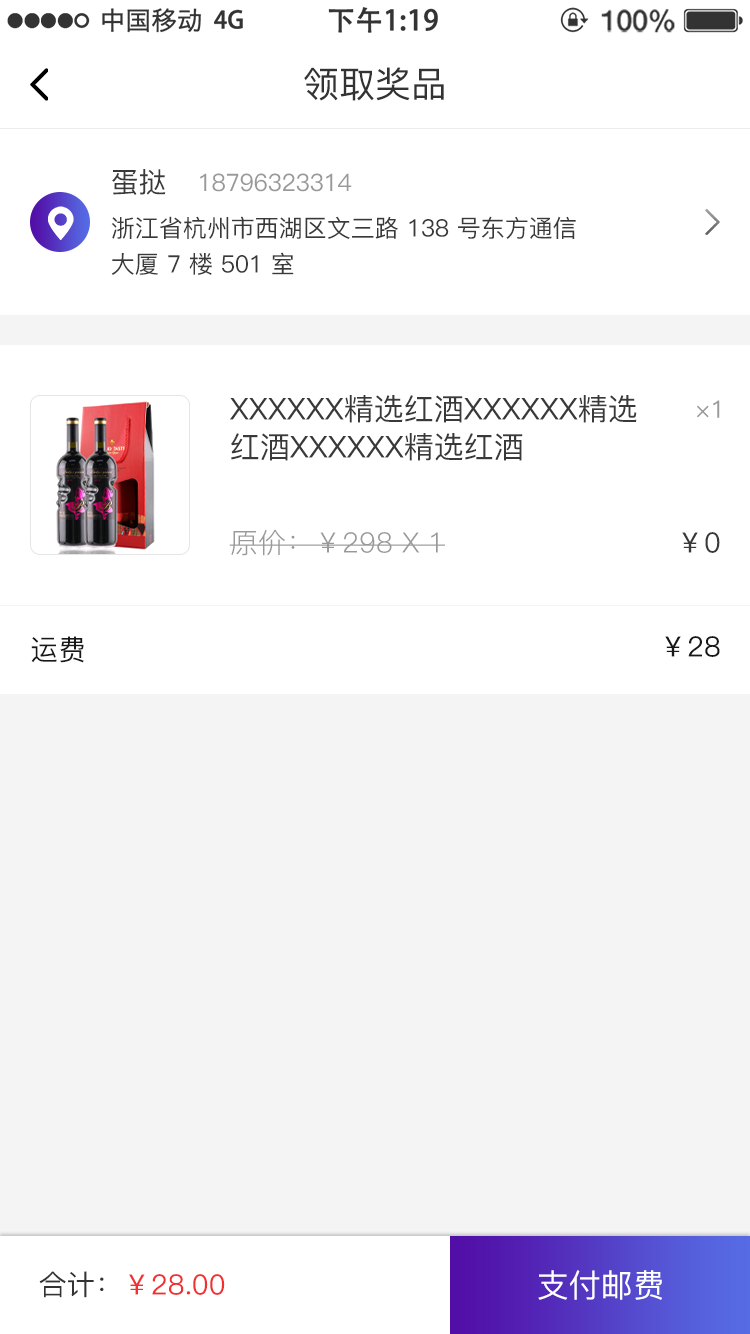 中国移动 4G 下午1:19 100%
领取奖品
蛋挞 18796323314
浙江省杭州市西湖区文三路 138 号东方通信
大厦 7 楼 501 室
XXXXXX精选红酒XXXXXX精选 ×1
红酒XXXXXX精选红酒
原价：￥298 X 1 ￥0
运费 ￥28
合计： ￥28.00 支付邮费